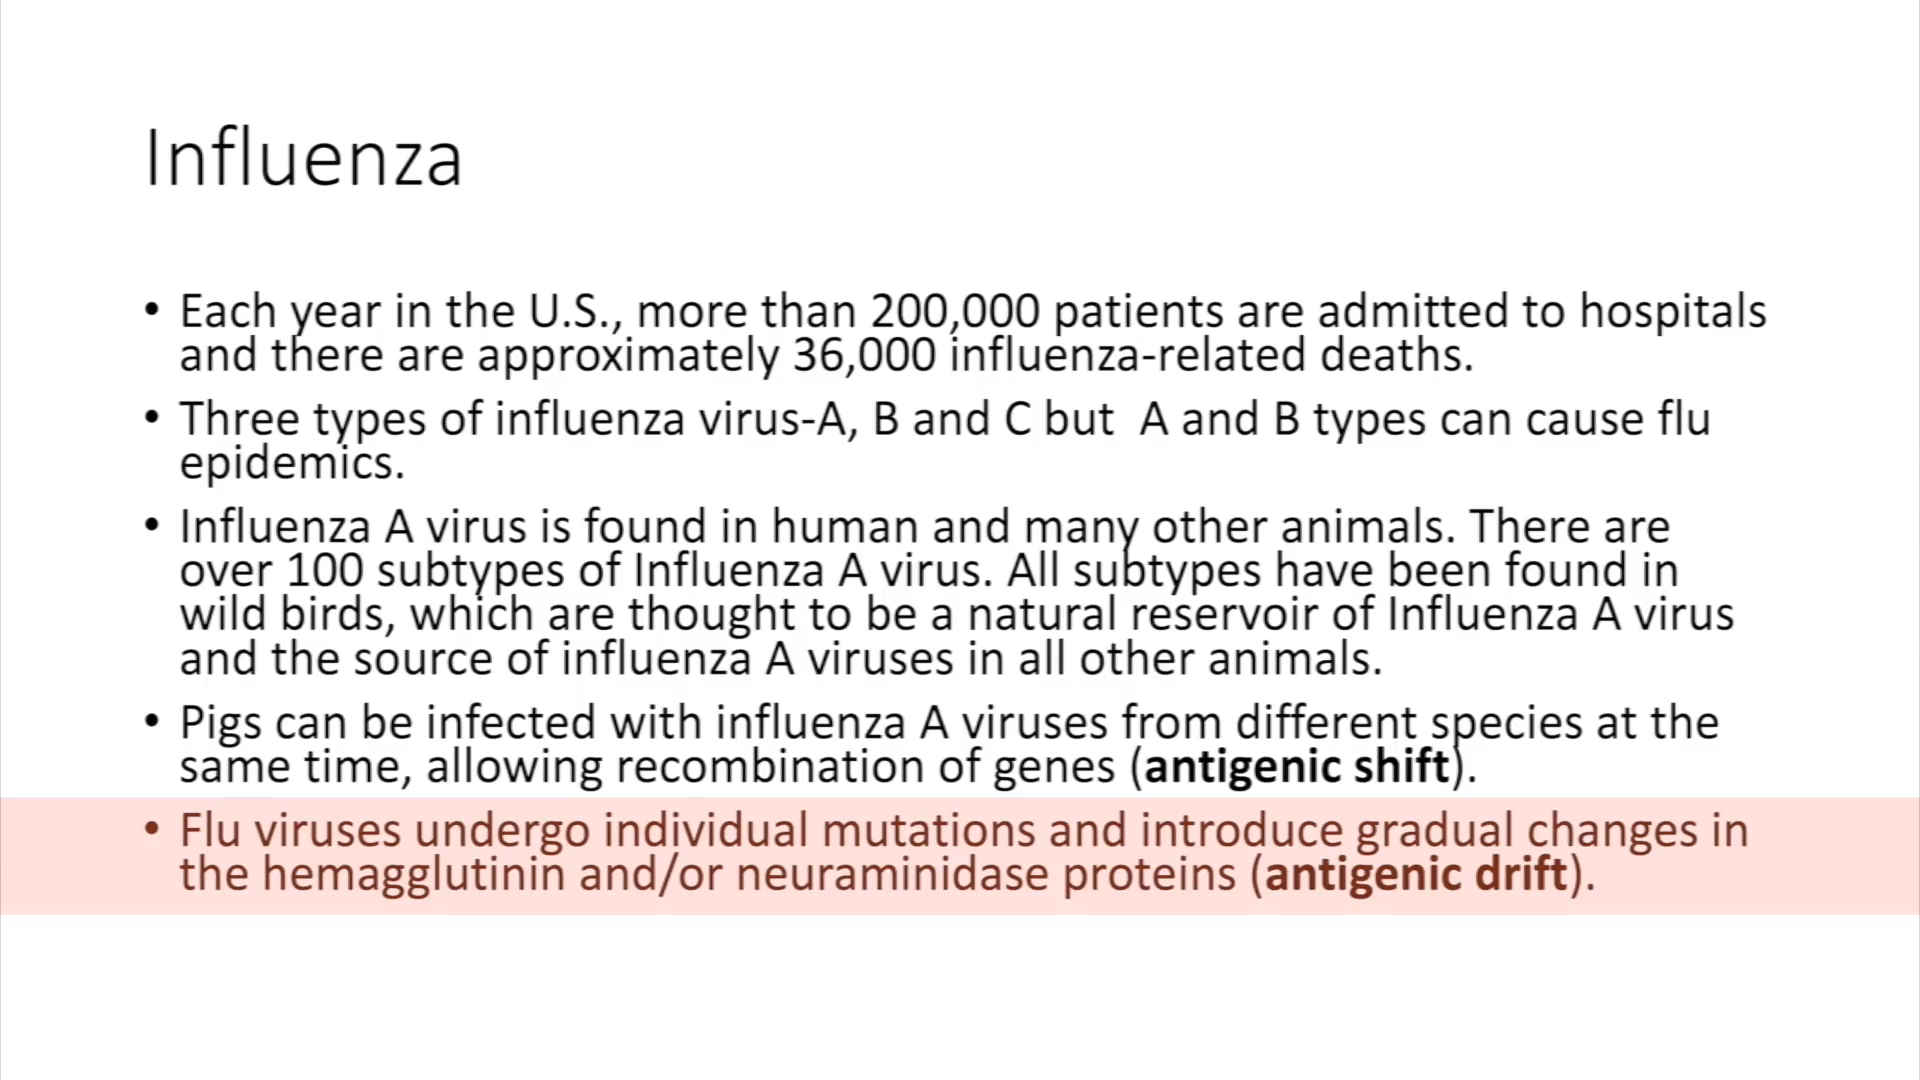 Influenza
• Each year in the U.S., more than 200,000 patients are admitted to hospitals
and there are approximately 36,000 influenza-related deaths.
• Three types of influenza virus-A, B and C but  A and B types can cause flu
epidemics.
• Influenza A virus is found in human and many other animals. There are
over 100 subtypes of Influenza A virus. All subtypes have been found in
wild birds, which are thought to be a natural reservoir of Influenza A virus
and the source of influenza A viruses in all other animals.
• Pigs can be infected with influenza A viruses from different species at the
same time, allowing recombination of genes (antigenic shift).
• Flu viruses undergo individual mutations and introduce gradual changes in
the hemagglutinin and/or neuraminidase proteins (antigenic drift).